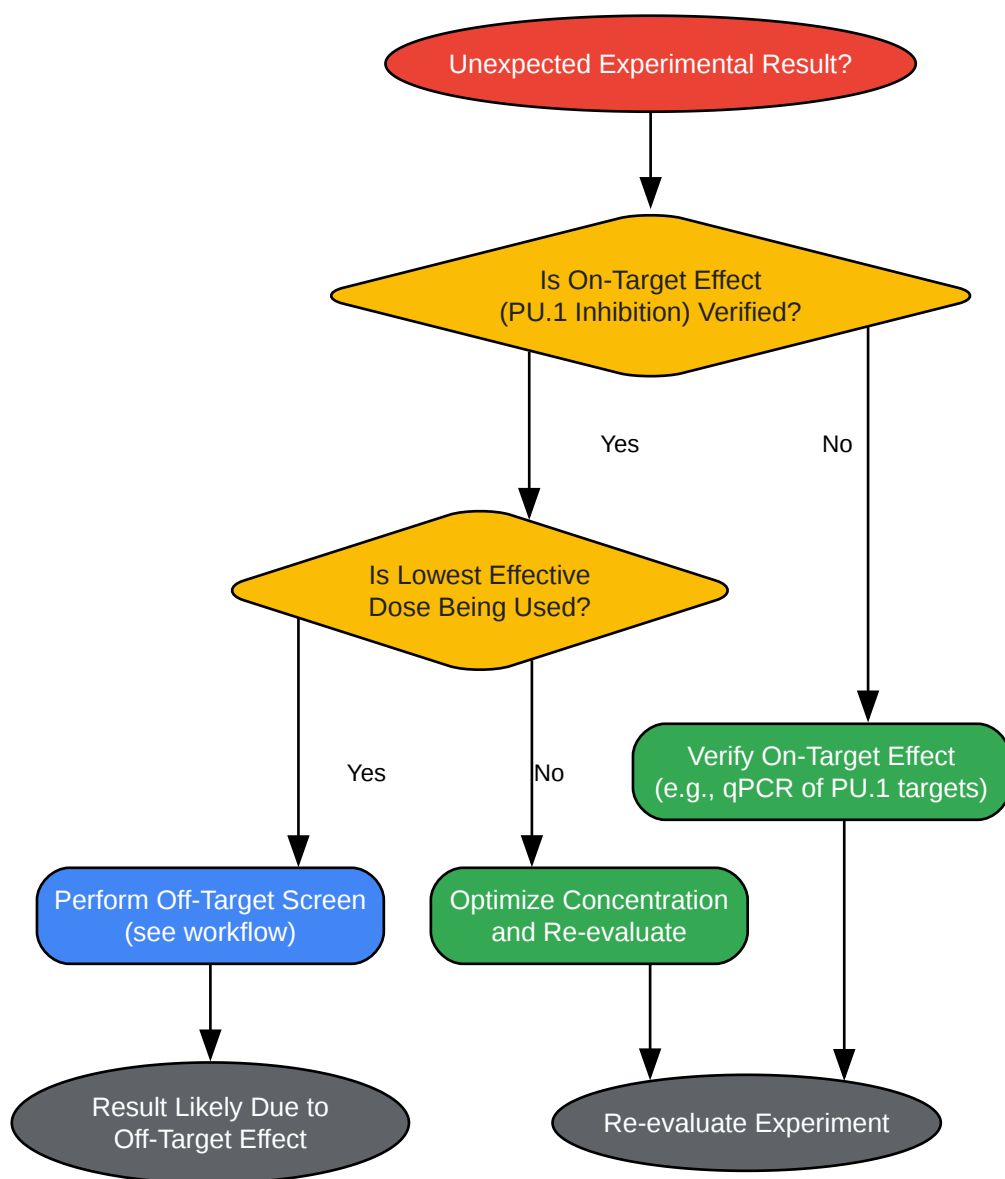 Unexpected Experimental Result?
Is On-Target Effect
(PU.1 Inhibition) Verified?
Yes
No
Is Lowest Effective
Dose Being Used?
Verify On-Target Effect
(e.g., qPCR of PU.1 targets)
Yes
No
Perform Off-Target Screen
(see workflow)
Optimize Concentration
and Re-evaluate
Result Likely Due to
Off-Target Effect
Re-evaluate Experiment